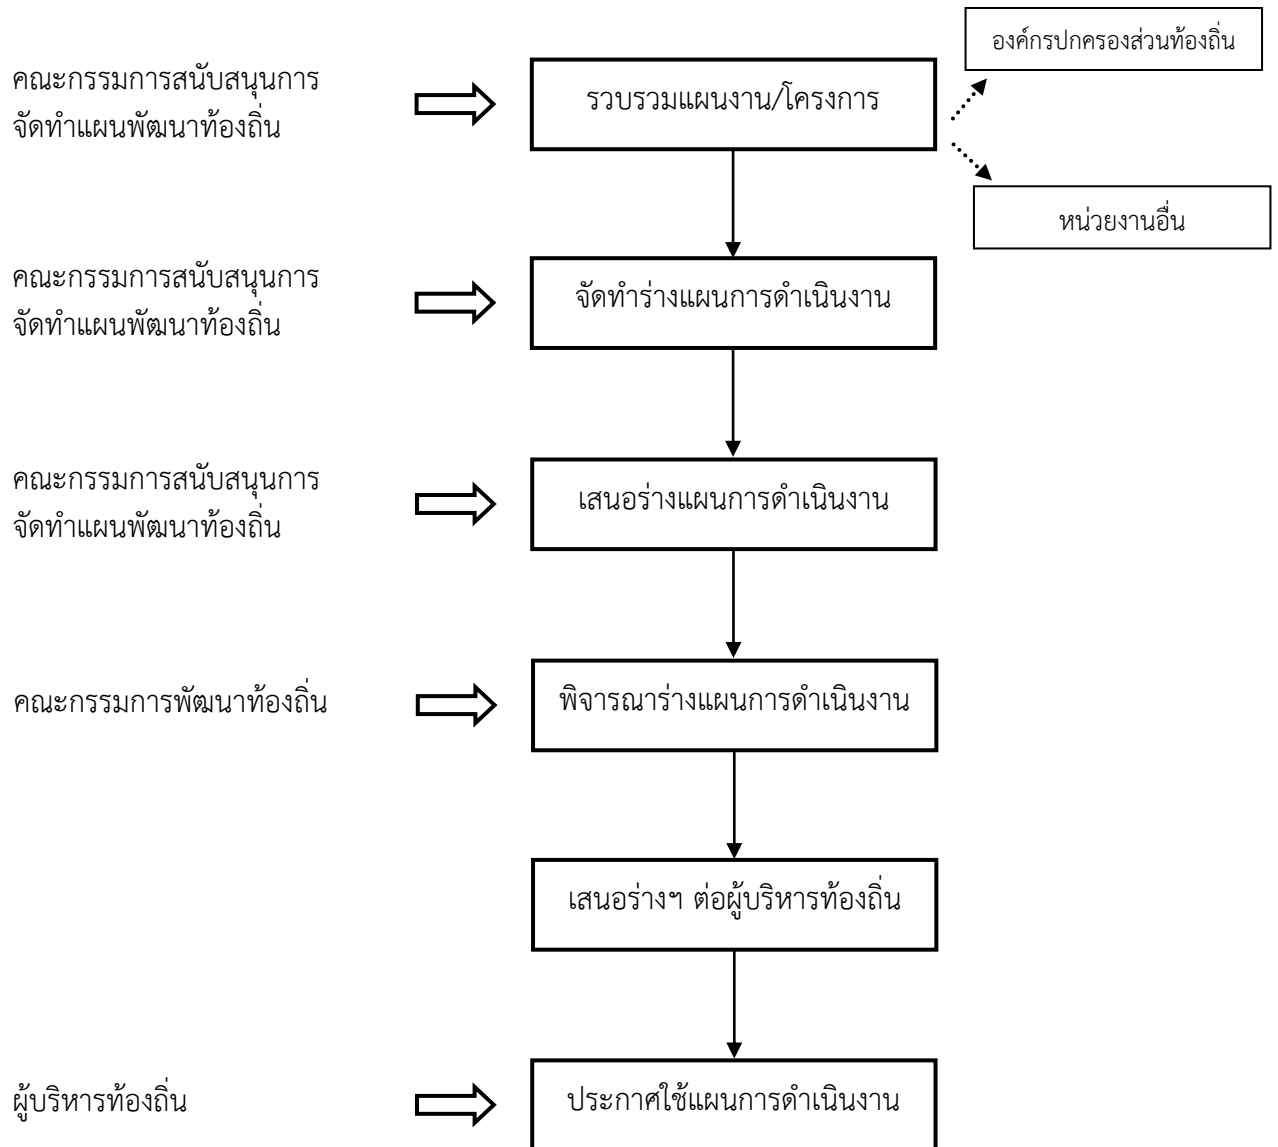 องค์กรปกครองส่วนท้องถิ่น
คณะกรรมการสนับสนุนการ
จัดทำแผนพัฒนาท้องถิ่น
รวบรวมแผนงาน/โครงการ
หน่วยงานอื่น
คณะกรรมการสนับสนุนการ
จัดทำแผนพัฒนาท้องถิ่น
จัดทำร่างแผนการดำเนินงาน
คณะกรรมการสนับสนุนการ
จัดทำแผนพัฒนาท้องถิ่น
เสนอร่างแผนการดำเนินงาน
คณะกรรมการพัฒนาท้องถิ่น
พิจารณาร่างแผนการดำเนินงาน
เสนอร่างฯ ต่อผู้บริหารท้องถิ่น
ผู้บริหารท้องถิ่น
ประกาศใช้แผนการดำเนินงาน